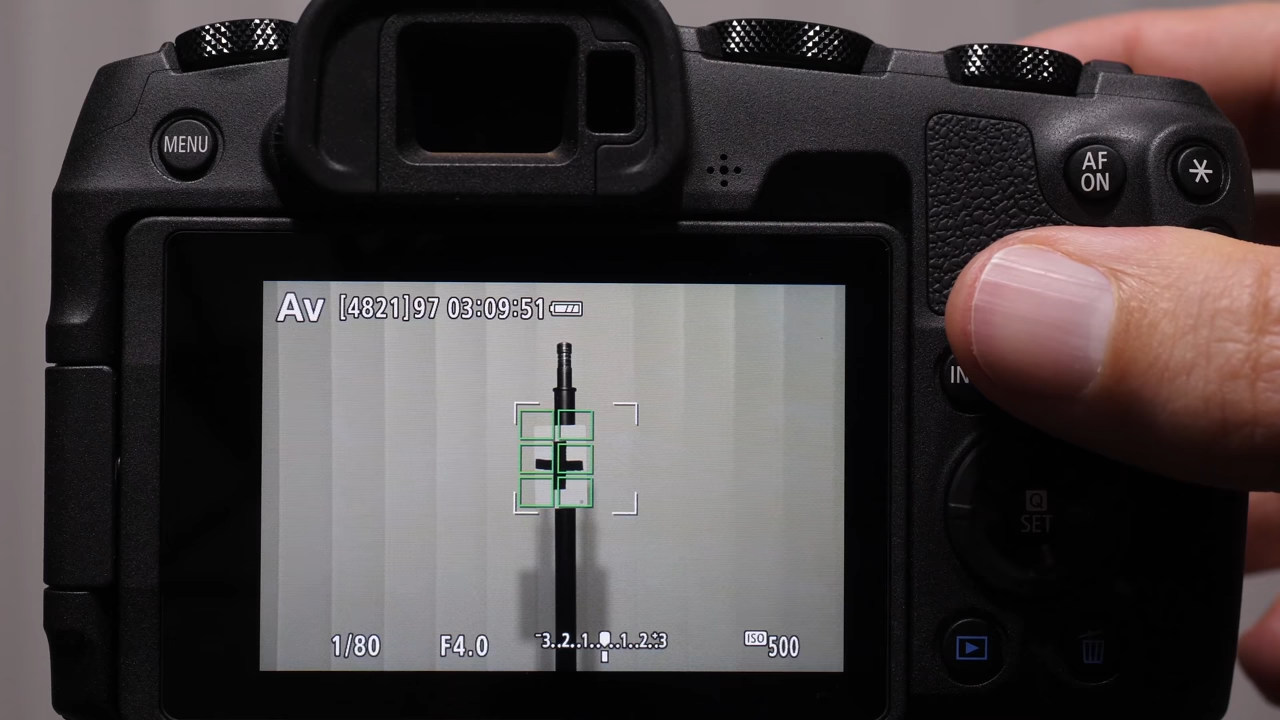 MENU
AF
ON
Av [4821]97 03:09:51
IN
Q
SET
1/80 F4.0 -3..2..1..0..1..2..+3 ISO 500